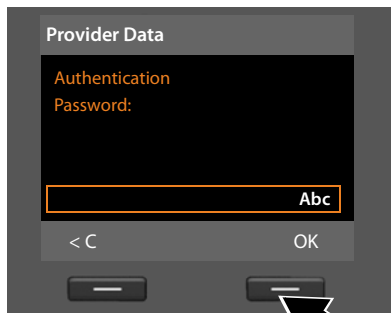 Provider Data
Authentication
Password:
Abc
< C OK